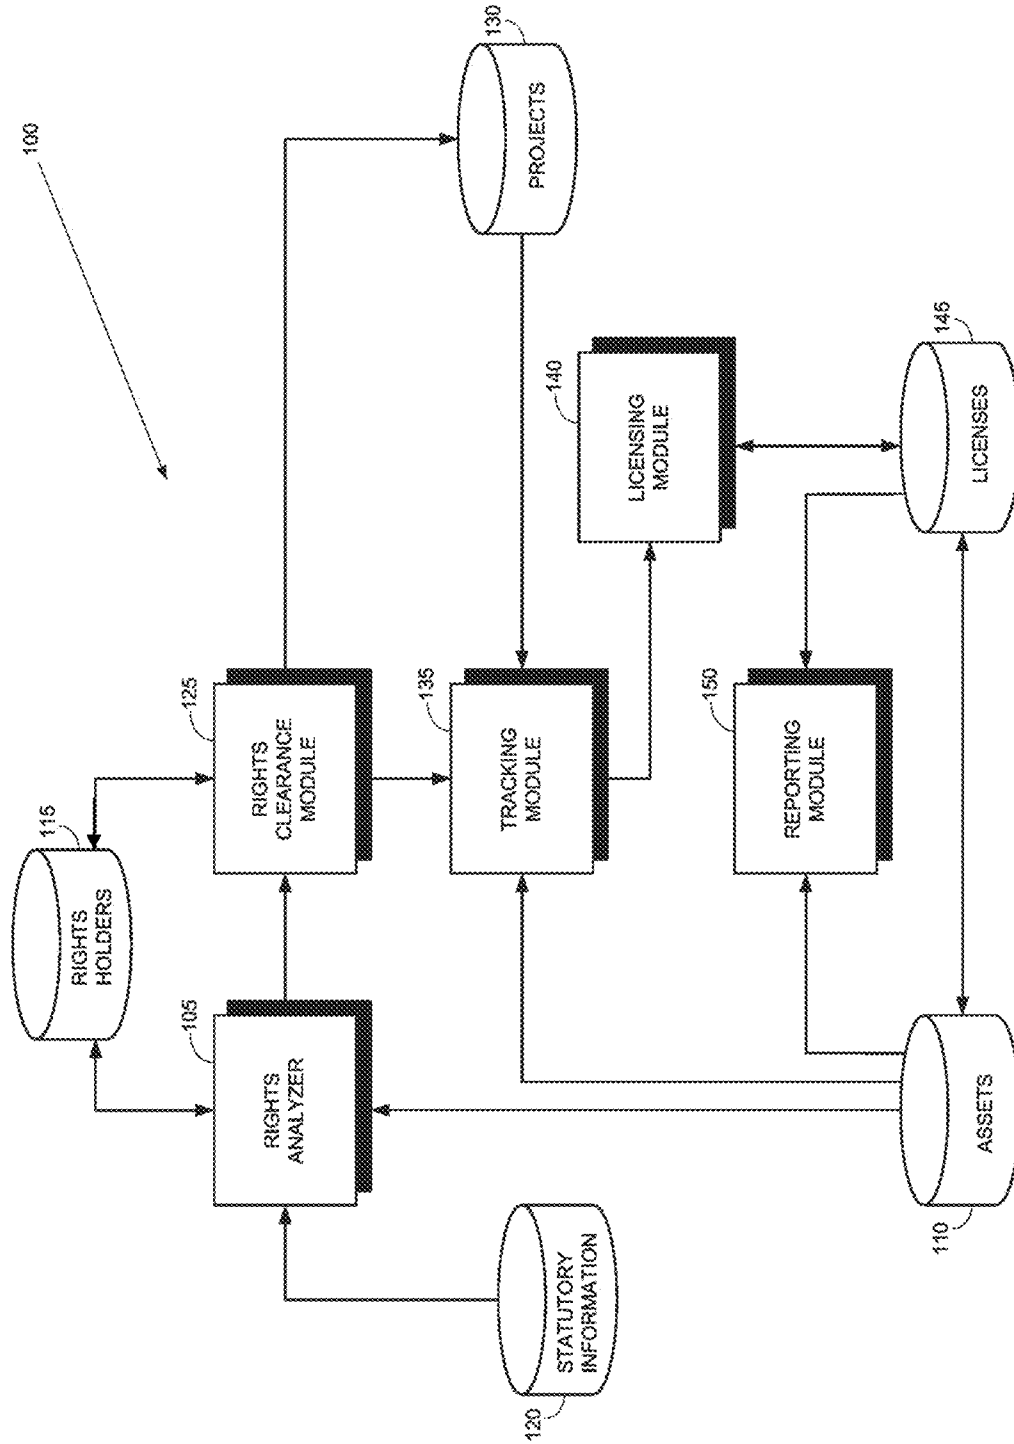 100
115
RIGHTS
HOLDERS
105
RIGHTS
ANALYZER
125
RIGHTS
CLEARANCE
MODULE
130
PROJECTS
120
STATUTORY
INFORMATION
135
TRACKING
MODULE
140
LICENSING
MODULE
150
REPORTING
MODULE
110
ASSETS
145
LICENSES